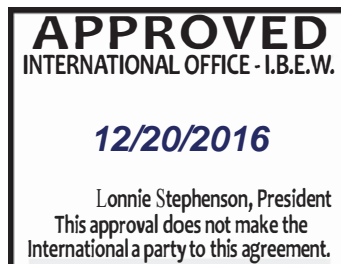 APPROVED
INTERNATIONAL OFFICE - I.B.E.W.
12/20/2016
Lonnie Stephenson, President
This approval does not make the
International a party to this agreement.